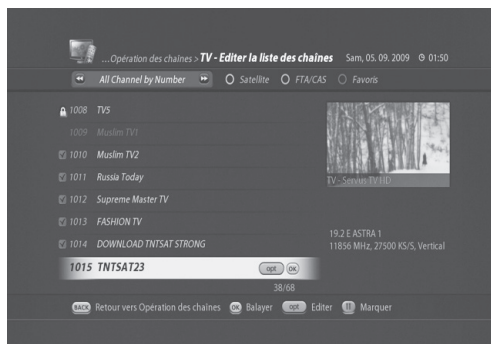 ...Opération des chaînes > TV - Editer la liste des chaînes Sam, 05. 09. 2009 01:50
All Channel by Number Satellite FTA/CAS Favoris
1008 TV5
1009 Muslim TV1
1010 Muslim TV2
1011 Russia Today
1012 Supreme Master TV
1013 FASHION TV
1014 DOWNLOAD TNTSAT STRONG
1015 TNTSAT23 opt OK
38/68
TV - Servus TV HD
19.2 E ASTRA 1
11856 MHz, 27500 KS/S, Vertical
BACK Retour vers Opération des chaînes OK Balayer opt Editer Marquer